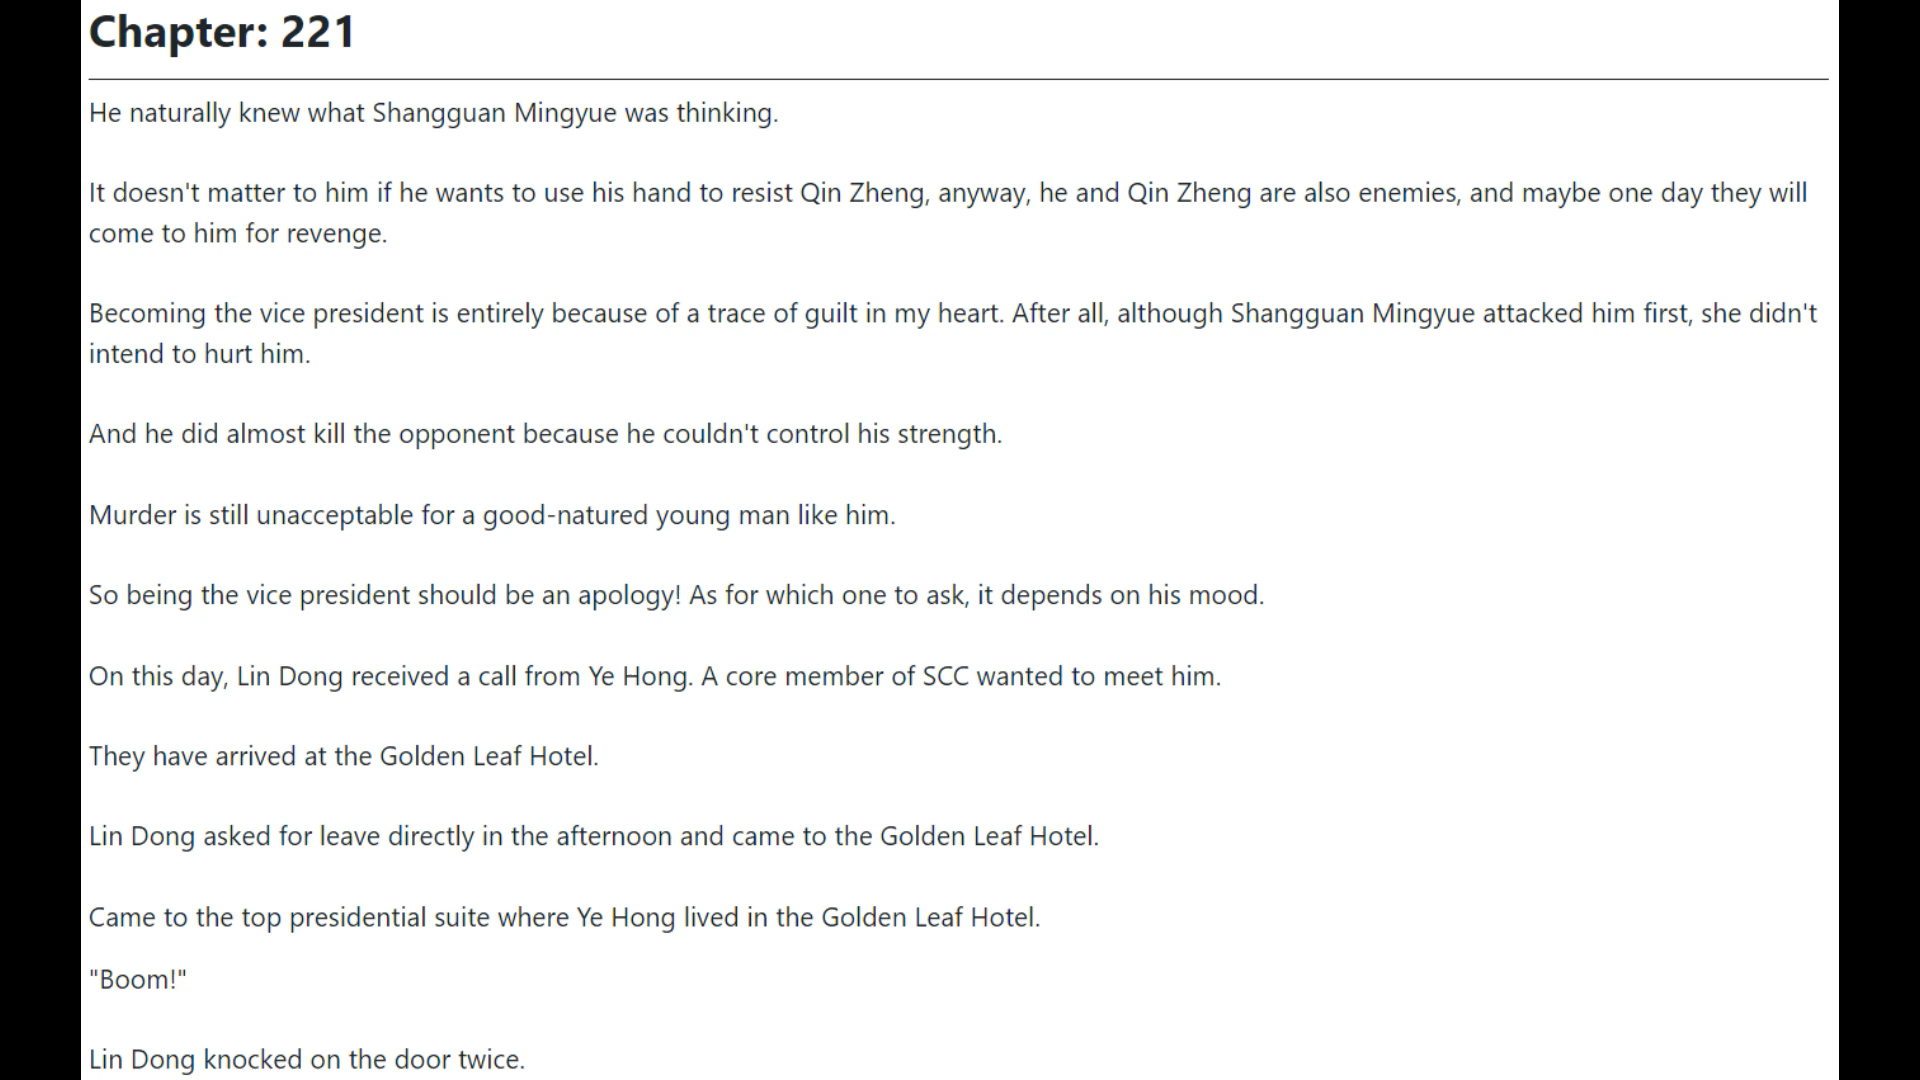 Chapter: 221
He naturally knew what Shangguan Mingyue was thinking.
It doesn't matter to him if he wants to use his hand to resist Qin Zheng, anyway, he and Qin Zheng are also enemies, and maybe one day they will
come to him for revenge.
Becoming the vice president is entirely because of a trace of guilt in my heart. After all, although Shangguan Mingyue attacked him first, she didn't
intend to hurt him.
And he did almost kill the opponent because he couldn't control his strength.
Murder is still unacceptable for a good-natured young man like him.
So being the vice president should be an apology! As for which one to ask, it depends on his mood.
On this day, Lin Dong received a call from Ye Hong. A core member of SCC wanted to meet him.
They have arrived at the Golden Leaf Hotel.
Lin Dong asked for leave directly in the afternoon and came to the Golden Leaf Hotel.
Came to the top presidential suite where Ye Hong lived in the Golden Leaf Hotel.
"Boom!"
Lin Dong knocked on the door twice.